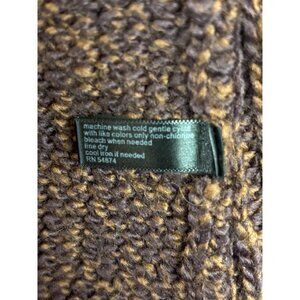 machine wash cold gentle cycle
with like colors only non-chlorine
bleach when needed
line dry
cool iron if needed
RN 54874